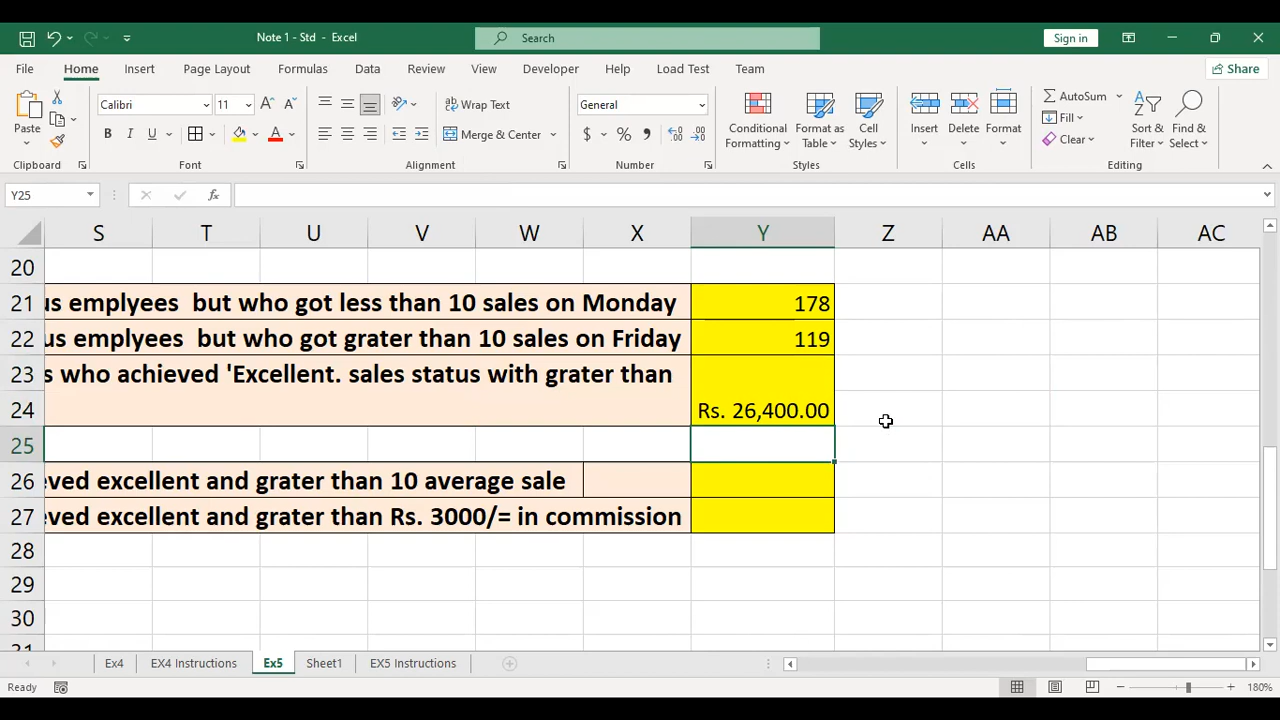 Note 1 - Std - Excel
Search
Sign in
File Home Insert Page Layout Formulas Data Review View Developer Help Load Test Team
Share
Paste
Clipboard
Calibri 11
B I U
Font
Wrap Text
Merge & Center
Alignment
General
$ % ,
Number
Conditional Formatting
Format as Table
Cell Styles
Styles
Insert
Delete
Format
Cells
AutoSum
Fill
Clear
Sort & Filter
Find & Select
Editing
Y25
fx
S T U V W X Y Z AA AB AC
20
21 us emplyees but who got less than 10 sales on Monday 178
22 us emplyees but who got grater than 10 sales on Friday 119
23 s who achieved 'Excellent. sales status with grater than
24 Rs. 26,400.00
25
26 eved excellent and grater than 10 average sale
27 eved excellent and grater than Rs. 3000/= in commission
28
29
30
31
Ex4 EX4 Instructions Ex5 Sheet1 EX5 Instructions
Ready
180%